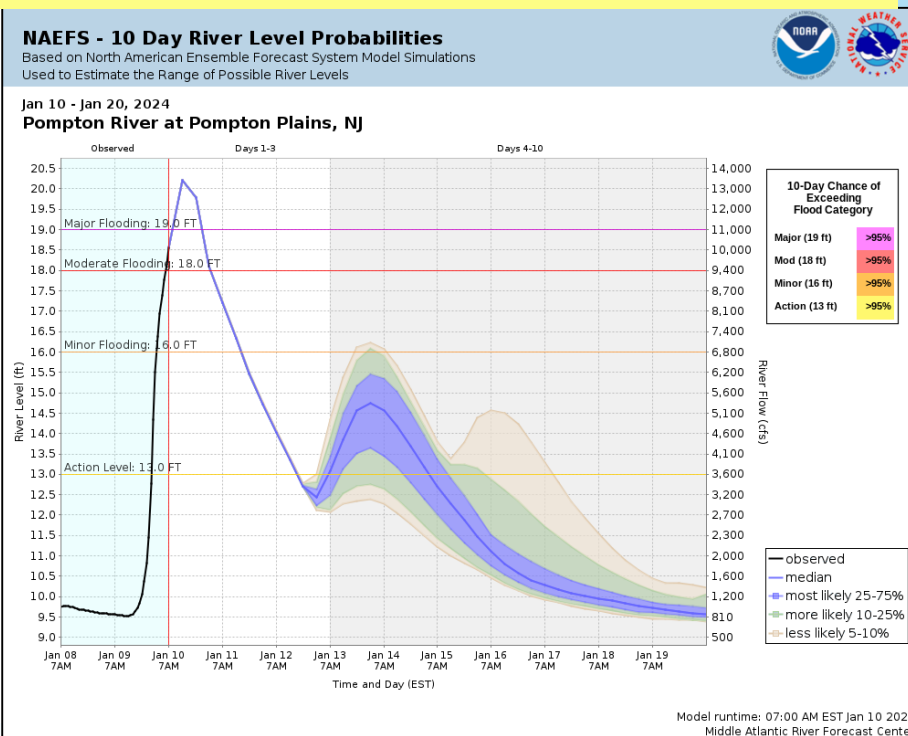 NAEFS - 10 Day River Level Probabilities
Based on North American Ensemble Forecast System Model Simulations
Used to Estimate the Range of Possible River Levels
NOAA
NATIONAL WEATHER SERVICE
Jan 10 - Jan 20, 2024
Pompton River at Pompton Plains, NJ
Observed Days 1-3 Days 4-10
River Level (ft)
20.5
20.0
19.5
19.0
18.5
18.0
17.5
17.0
16.5
16.0
15.5
15.0
14.5
14.0
13.5
13.0
12.5
12.0
11.5
11.0
10.5
10.0
9.5
9.0
Major Flooding: 19.0 FT
Moderate Flooding: 18.0 FT
Minor Flooding: 16.0 FT
Action Level: 13.0 FT
14,000
13,000
12,000
11,000
10,000
9,400
8,700
8,100
7,400
6,800
6,200
5,600
5,100
4,600
4,100
3,600
3,200
2,700
2,300
2,000
1,600
1,200
810
500
River Flow (cfs)
Jan 08 Jan 09 Jan 10 Jan 11 Jan 12 Jan 13 Jan 14 Jan 15 Jan 16 Jan 17 Jan 18 Jan 19
7AM 7AM 7AM 7AM 7AM 7AM 7AM 7AM 7AM 7AM 7AM 7AM
Time and Day (EST)
10-Day Chance of
Exceeding
Flood Category
Major (19 ft) >95%
Mod (18 ft) >95%
Minor (16 ft) >95%
Action (13 ft) >95%
observed
median
most likely 25-75%
more likely 10-25%
less likely 5-10%
Model runtime: 07:00 AM EST Jan 10 202
Middle Atlantic River Forecast Cente